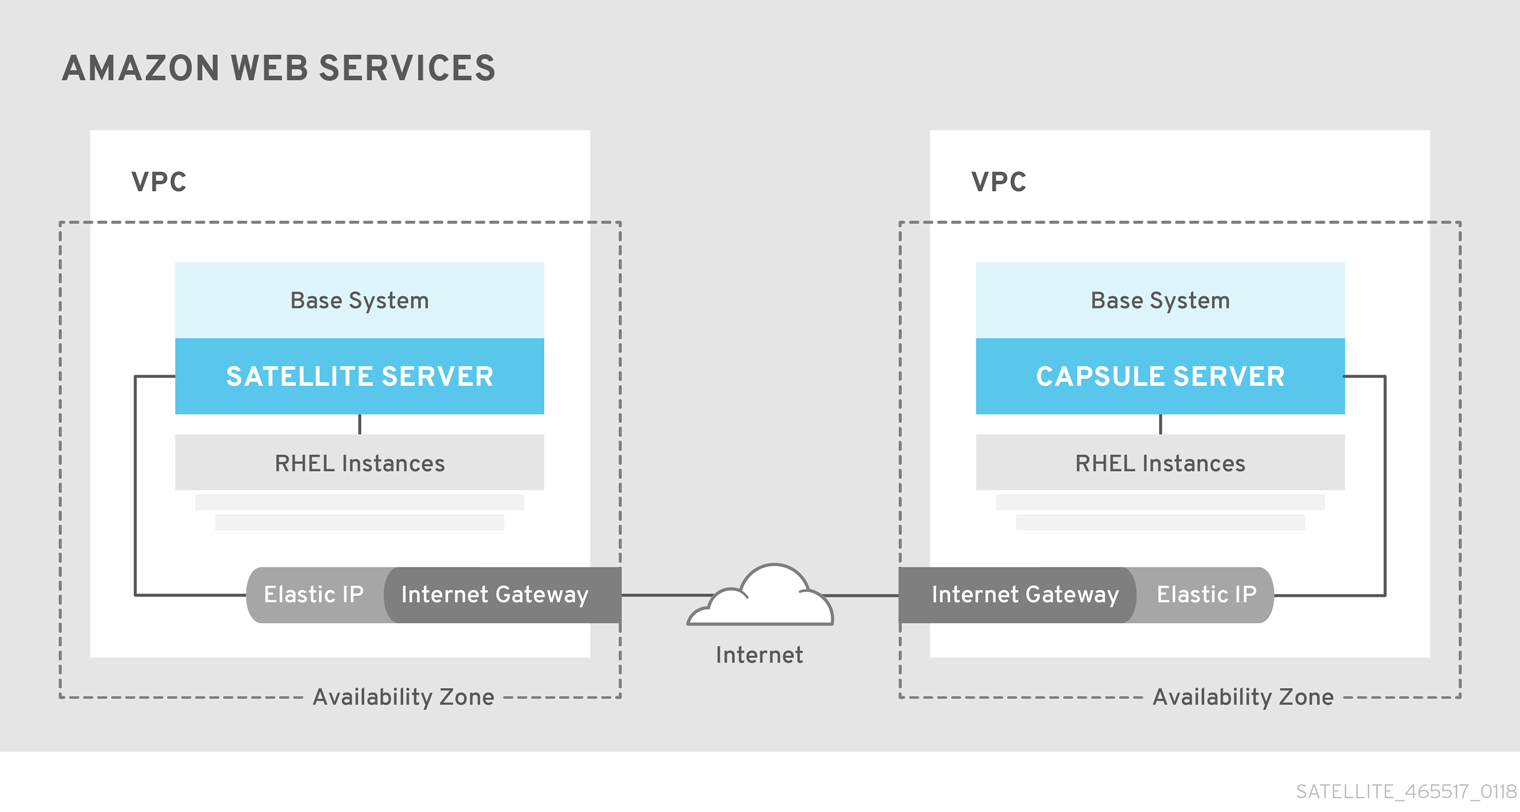 AMAZON WEB SERVICES
VPC
Base System
SATELLITE SERVER
RHEL Instances
Elastic IP
Internet Gateway
Availability Zone
Internet
VPC
Base System
CAPSULE SERVER
RHEL Instances
Internet Gateway
Elastic IP
Availability Zone
SATELLITE_465517_0118